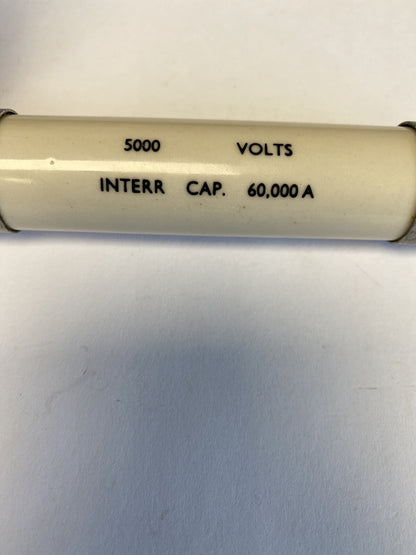 5000 VOLTS
INTERR CAP. 60,000 A